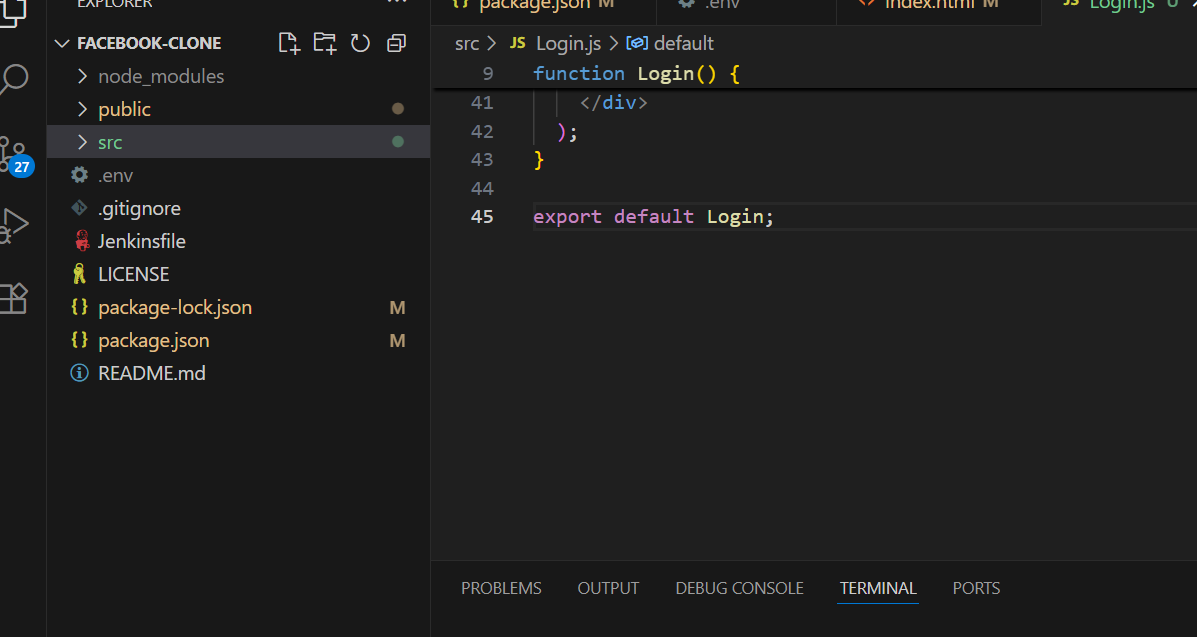 EXPLORER
FACEBOOK-CLONE
node_modules
public
src
.env
.gitignore
Jenkinsfile
LICENSE
package-lock.json M
package.json M
README.md
27
{} package.json M
.env
<> index.html M
JS Login.js U
src > JS Login.js > default
9 function Login() {
41 </div>
42 );
43 }
44
45 export default Login;
PROBLEMS OUTPUT DEBUG CONSOLE TERMINAL PORTS